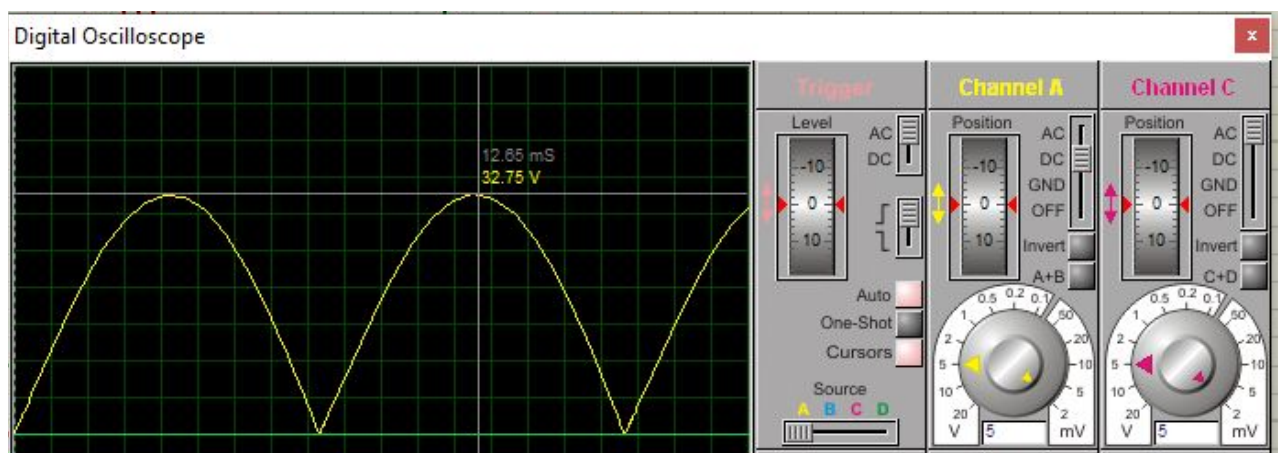 Digital Oscilloscope
x
12.65 mS
32.75 V
Trigger
Level
AC
DC
-10
0
10
Auto
One-Shot
Cursors
Source
A B C D
Channel A
Position
AC
DC
GND
OFF
-10
0
10
Invert
A+B
20
10
5
2
1
0.5
0.2
0.1
50
20
10
5
2
V
5
mV
Channel C
Position
AC
DC
GND
OFF
-10
0
10
Invert
C+D
20
10
5
2
1
0.5
0.2
0.1
50
20
10
5
2
V
5
mV